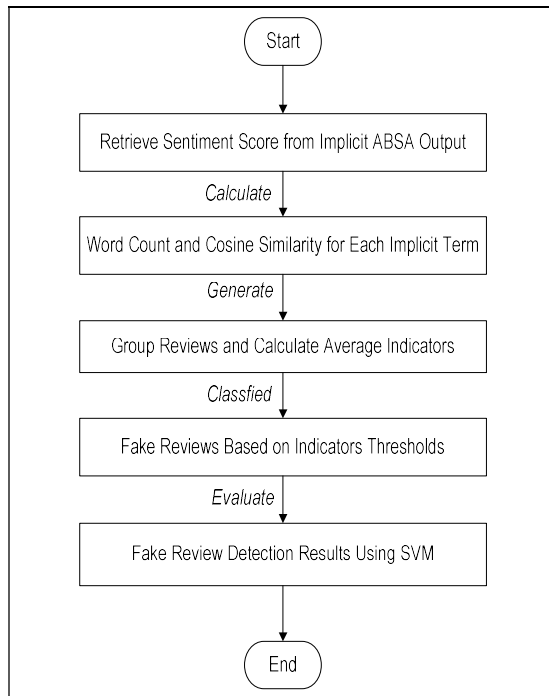 Start
Retrieve Sentiment Score from Implicit ABSA Output
Calculate
Word Count and Cosine Similarity for Each Implicit Term
Generate
Group Reviews and Calculate Average Indicators
Classfied
Fake Reviews Based on Indicators Thresholds
Evaluate
Fake Review Detection Results Using SVM
End